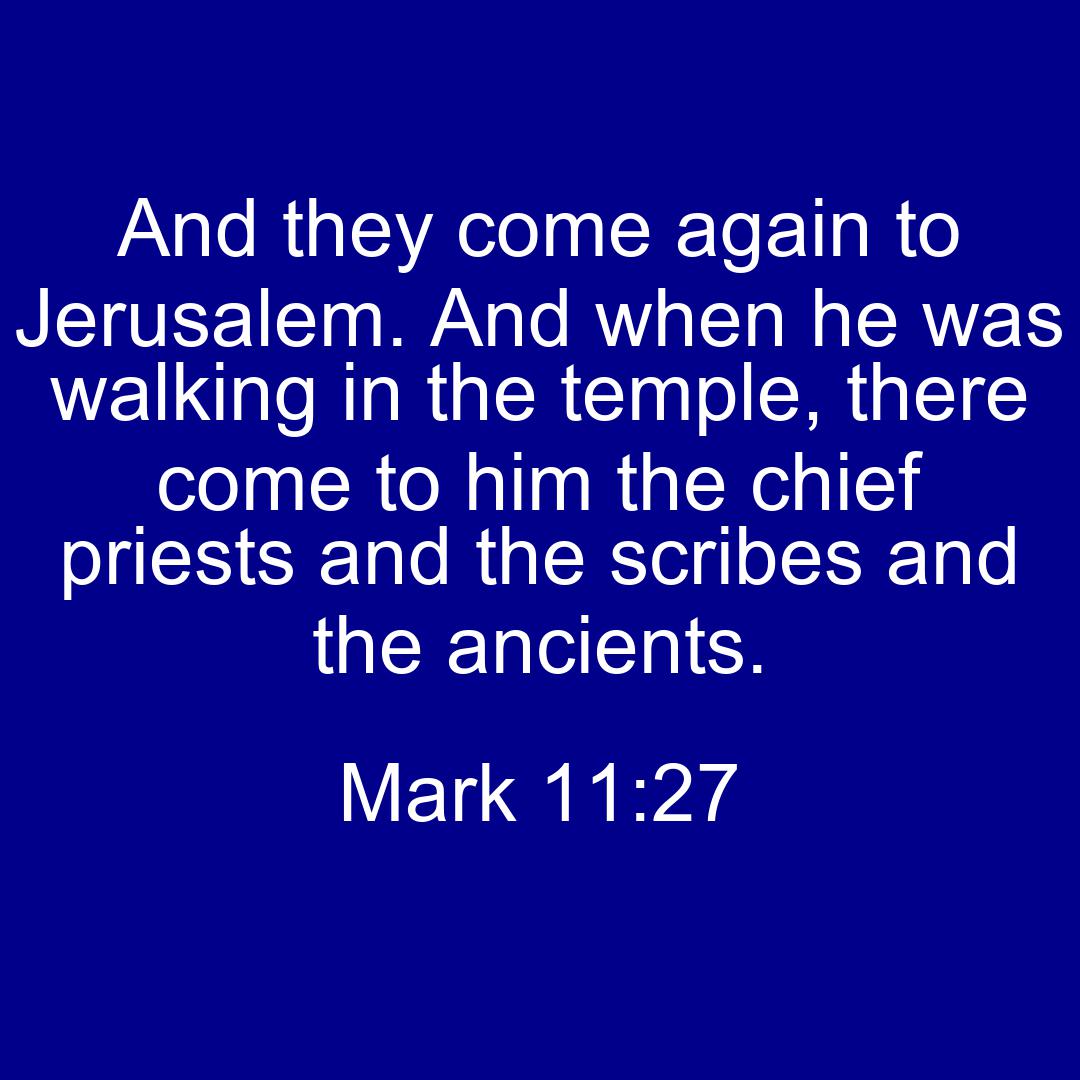 And they come again to
Jerusalem. And when he was
walking in the temple, there
come to him the chief
priests and the scribes and
the ancients.
Mark 11:27